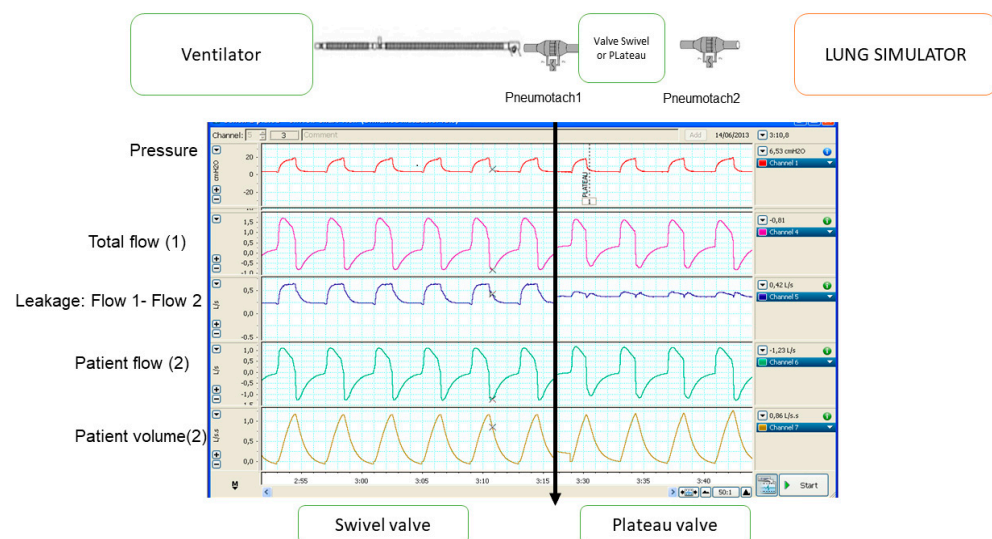 Ventilator
Valve Swivel
or PLateau
LUNG SIMULATOR
Pneumotach1
Pneumotach2
Channel: 5 3 Comment Add 14/06/2013 3:10,8
Pressure
cmH2O
20
0
-20
PLATEAU
6,53 cmH2O
Channel 1
Total flow (1)
1,5
1,0
0,5
0,0
-0,5
-1,0
-0,81
Channel 4
Leakage: Flow 1- Flow 2
L/s
0,5
0,0
-0.5
0,42 L/s
Channel 5
Patient flow (2)
L/s
1,0
0,5
0,0
-0,5
-1,0
-1,23 L/s
Channel 6
Patient volume(2)
L/s.s
1,0
0,5
0,0
0,86 L/s.s
Channel 7
M
2:55 3:00 3:05 3:10 3:15 3:30 3:35 3:40
50:1
Start
Swivel valve
Plateau valve